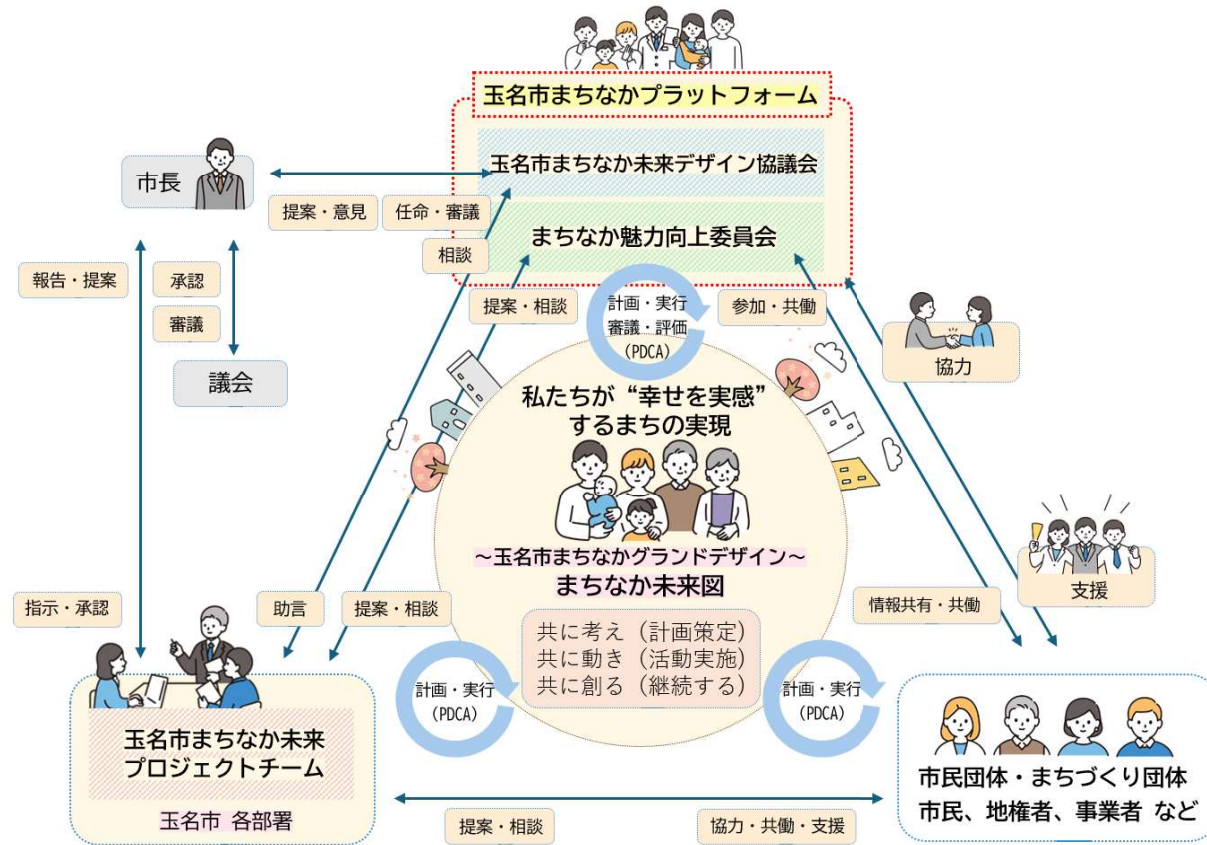 玉名市まちなかプラットフォーム
玉名市まちなか未来デザイン協議会
まちなか魅力向上委員会
市長
提案・意見
任命・審議
相談
報告・提案
承認
審議
議会
提案・相談
計画・実行
審議・評価
(PDCA)
参加・共働
協力
私たちが“幸せを実感”
するまちの実現
～玉名市まちなかグランドデザイン～
まちなか未来図
共に考え（計画策定）
共に動き（活動実施）
共に創る（継続する）
指示・承認
助言
提案・相談
情報共有・共働
支援
計画・実行
(PDCA)
計画・実行
(PDCA)
玉名市まちなか未来
プロジェクトチーム
玉名市 各部署
市民団体・まちづくり団体
市民、地権者、事業者 など
提案・相談
協力・共働・支援